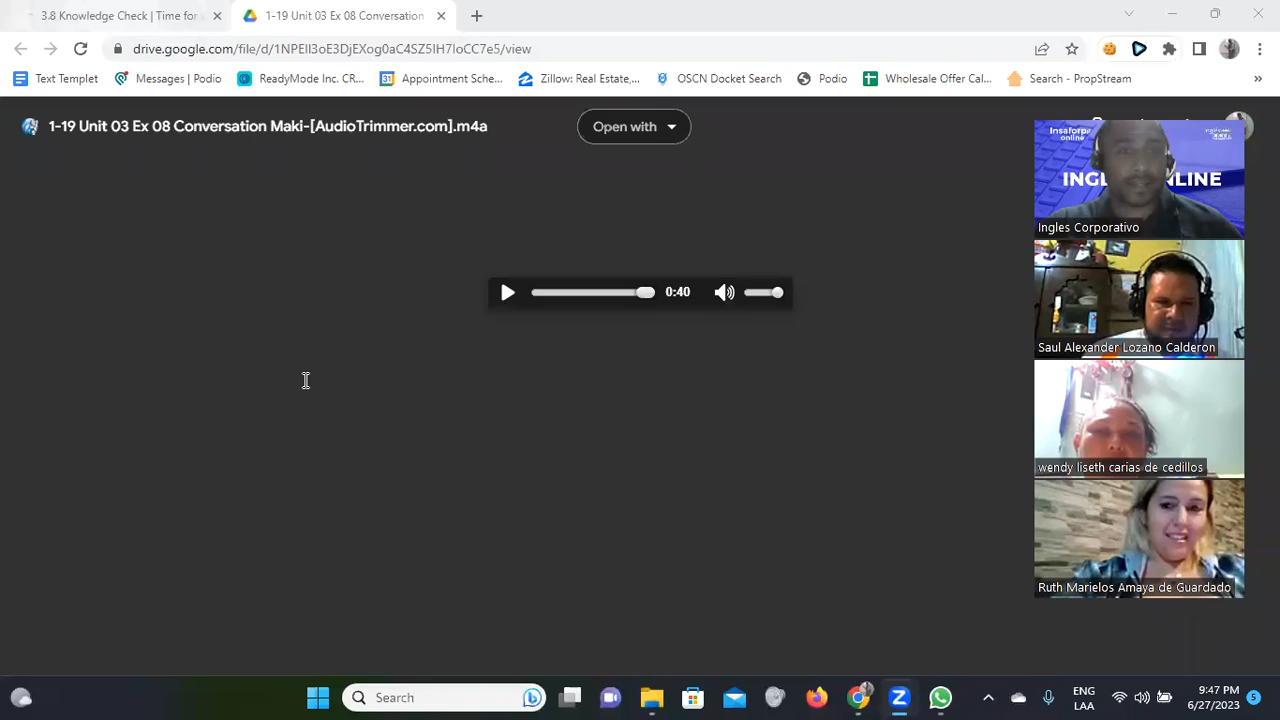 3.8 Knowledge Check | Time for
1-19 Unit 03 Ex 08 Conversation
drive.google.com/file/d/1NPEIl3oE3DjEXog0aC4SZ5IH7IoCC7e5/view
Text Templet
Messages | Podio
ReadyMode Inc. CR...
Appointment Sche...
Zillow: Real Estate,...
OSCN Docket Search
Podio
Wholesale Offer Cal...
Search - PropStream
»
1-19 Unit 03 Ex 08 Conversation Maki-[AudioTrimmer.com].m4a
Open with
Insaforp
online
INGL NLINE
Ingles Corporativo
0:40
Saul Alexander Lozano Calderon
wendy liseth carias de cedillos
Ruth Marielos Amaya de Guardado
Search
ENG
LAA
9:47 PM
6/27/2023
5